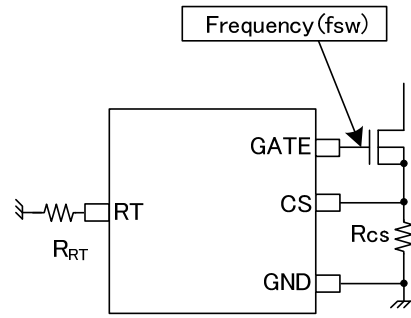 Frequency(fsw)
GATE
RT
CS
RRT
Rcs
GND